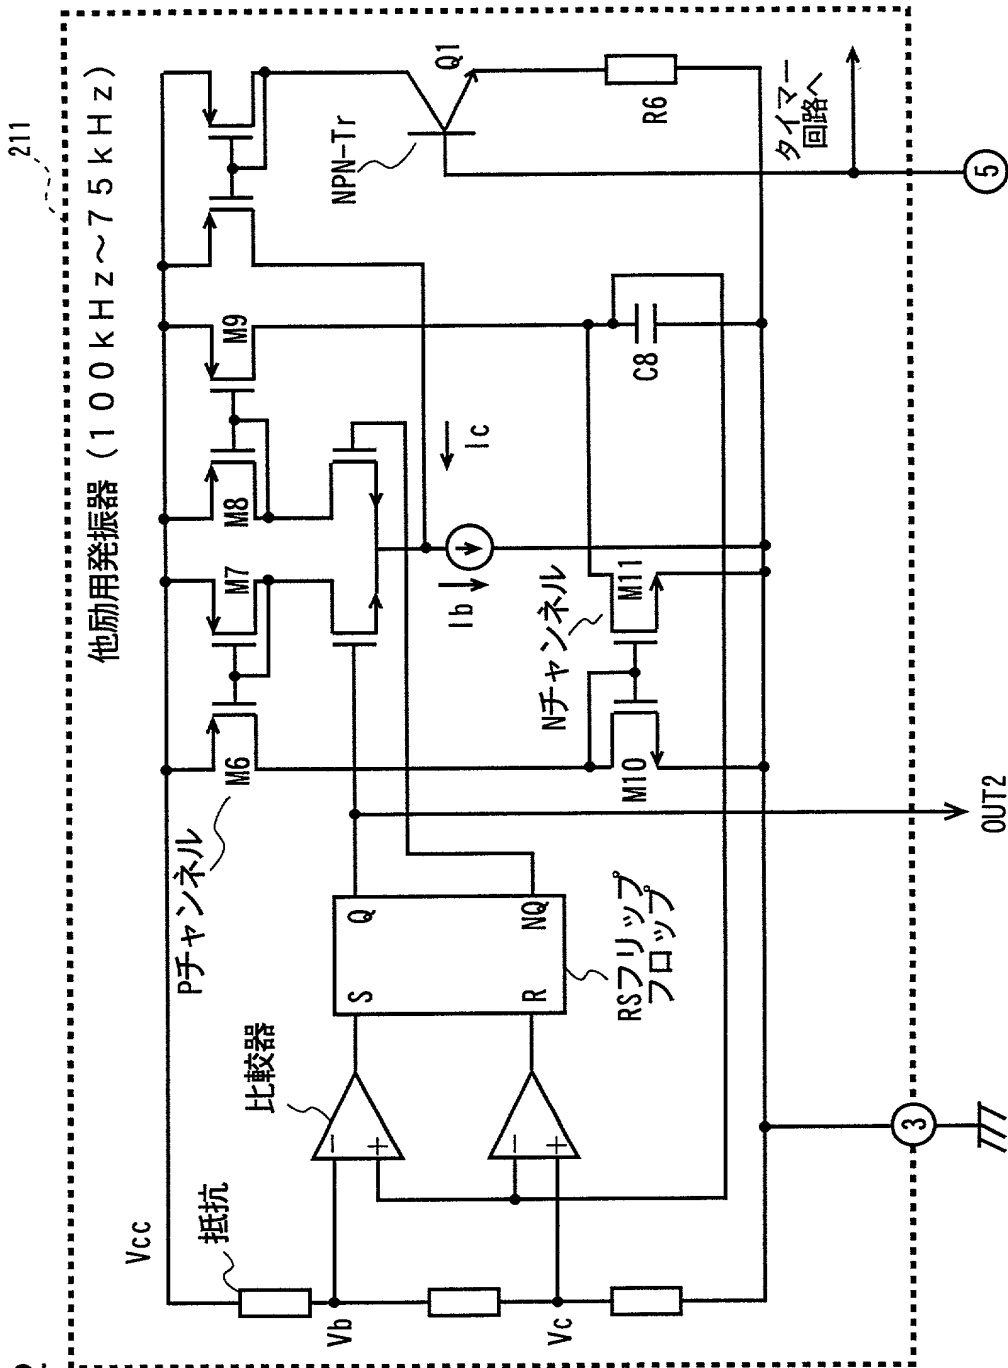 211
他励用発振器（１００ｋＨｚ～７５ｋＨｚ）
Vcc
抵抗
Vb
Vc
比較器
−
+
−
+
S
Q
R
NQ
RSフリップ
フロップ
Pチャンネル
M6
M7
M8
M9
Ib
Ic
Nチャンネル
M10
M11
C8
NPN-Tr
Q1
R6
タイマー
回路へ
OUT2
3
5